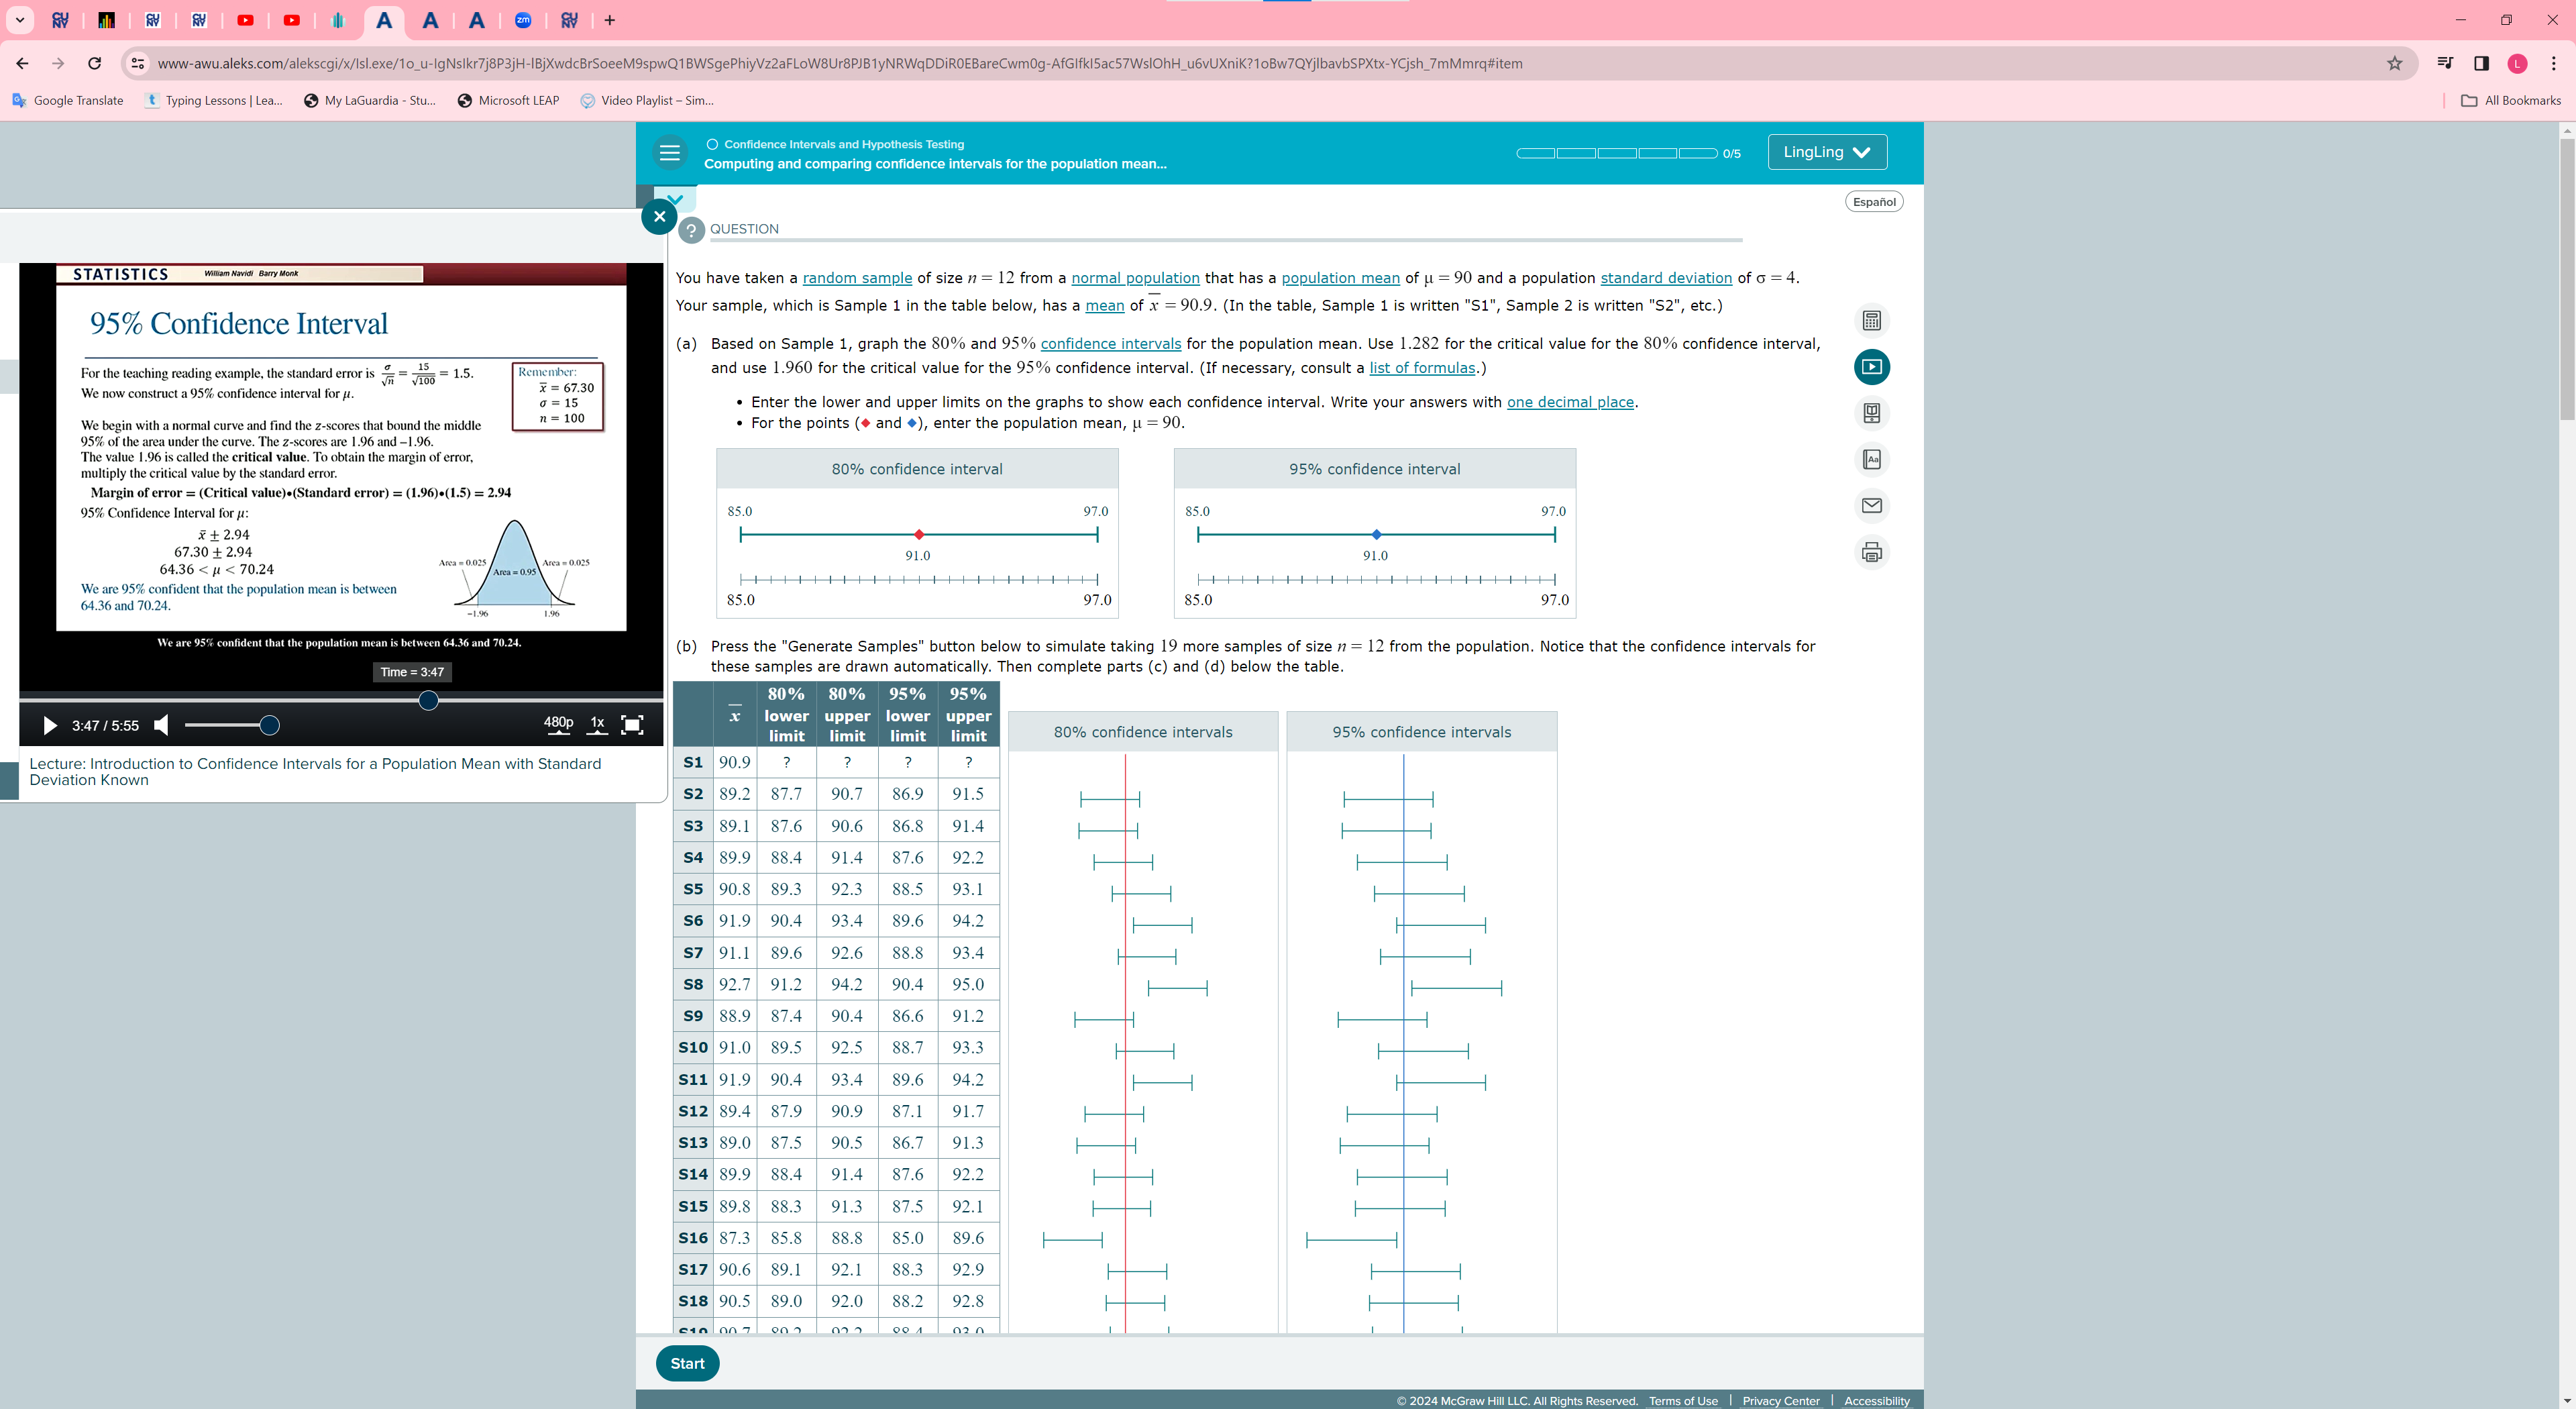 www-awu.aleks.com/alekscgi/x/Isl.exe/1o_u-IgNsIkr7j8P3jH-IBjXwdcBrSoeeM9spwQ1BWSgePhiyVz2aFLoW8Ur8PJB1yNRWqDDiR0EBareCwm0g-AfGIfkI5ac57WslOhH_u6vUXniK?1oBw7QYjlbavbSPXtx-YCjsh_7mMmrq#item
Google Translate
Typing Lessons | Lea...
My LaGuardia - Stu...
Microsoft LEAP
Video Playlist – Sim...
All Bookmarks
Confidence Intervals and Hypothesis Testing
Computing and comparing confidence intervals for the population mean...
0/5
LingLing
Español
QUESTION
STATISTICS William Navidi Barry Monk
95% Confidence Interval
For the teaching reading example, the standard error is σ/√n = 15/√100 = 1.5.
We now construct a 95% confidence interval for μ.
Remember:
x̄ = 67.30
σ = 15
n = 100
We begin with a normal curve and find the z-scores that bound the middle
95% of the area under the curve. The z-scores are 1.96 and –1.96.
The value 1.96 is called the critical value. To obtain the margin of error,
multiply the critical value by the standard error.
Margin of error = (Critical value)•(Standard error) = (1.96)•(1.5) = 2.94
95% Confidence Interval for μ:
x̄ ± 2.94
67.30 ± 2.94
64.36 < μ < 70.24
Area = 0.025
Area = 0.95
Area = 0.025
–1.96
1.96
We are 95% confident that the population mean is between
64.36 and 70.24.
We are 95% confident that the population mean is between 64.36 and 70.24.
Time = 3:47
3:47 / 5:55
480p
1x
Lecture: Introduction to Confidence Intervals for a Population Mean with Standard
Deviation Known
You have taken a random sample of size n = 12 from a normal population that has a population mean of μ = 90 and a population standard deviation of σ = 4.
Your sample, which is Sample 1 in the table below, has a mean of x̄ = 90.9. (In the table, Sample 1 is written "S1", Sample 2 is written "S2", etc.)
(a) Based on Sample 1, graph the 80% and 95% confidence intervals for the population mean. Use 1.282 for the critical value for the 80% confidence interval,
and use 1.960 for the critical value for the 95% confidence interval. (If necessary, consult a list of formulas.)
• Enter the lower and upper limits on the graphs to show each confidence interval. Write your answers with one decimal place.
• For the points (◆ and ◆), enter the population mean, μ = 90.
80% confidence interval
85.0 97.0
91.0
85.0 97.0
95% confidence interval
85.0 97.0
91.0
85.0 97.0
(b) Press the "Generate Samples" button below to simulate taking 19 more samples of size n = 12 from the population. Notice that the confidence intervals for
these samples are drawn automatically. Then complete parts (c) and (d) below the table.
x̄ 80% lower limit 80% upper limit 95% lower limit 95% upper limit
S1 90.9 ? ? ? ?
S2 89.2 87.7 90.7 86.9 91.5
S3 89.1 87.6 90.6 86.8 91.4
S4 89.9 88.4 91.4 87.6 92.2
S5 90.8 89.3 92.3 88.5 93.1
S6 91.9 90.4 93.4 89.6 94.2
S7 91.1 89.6 92.6 88.8 93.4
S8 92.7 91.2 94.2 90.4 95.0
S9 88.9 87.4 90.4 86.6 91.2
S10 91.0 89.5 92.5 88.7 93.3
S11 91.9 90.4 93.4 89.6 94.2
S12 89.4 87.9 90.9 87.1 91.7
S13 89.0 87.5 90.5 86.7 91.3
S14 89.9 88.4 91.4 87.6 92.2
S15 89.8 88.3 91.3 87.5 92.1
S16 87.3 85.8 88.8 85.0 89.6
S17 90.6 89.1 92.1 88.3 92.9
S18 90.5 89.0 92.0 88.2 92.8
S19 90.7 89.2 92.2 88.4 93.0
80% confidence intervals
95% confidence intervals
Start
© 2024 McGraw Hill LLC. All Rights Reserved. Terms of Use | Privacy Center | Accessibility